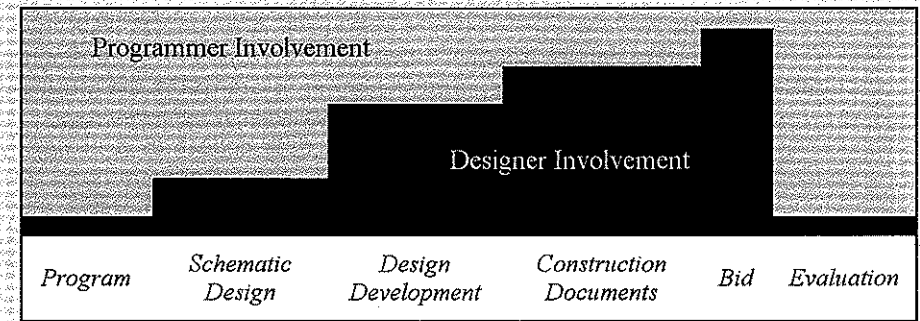 Programmer Involvement
Designer Involvement
Program
Schematic
Design
Design
Development
Construction
Documents
Bid
Evaluation